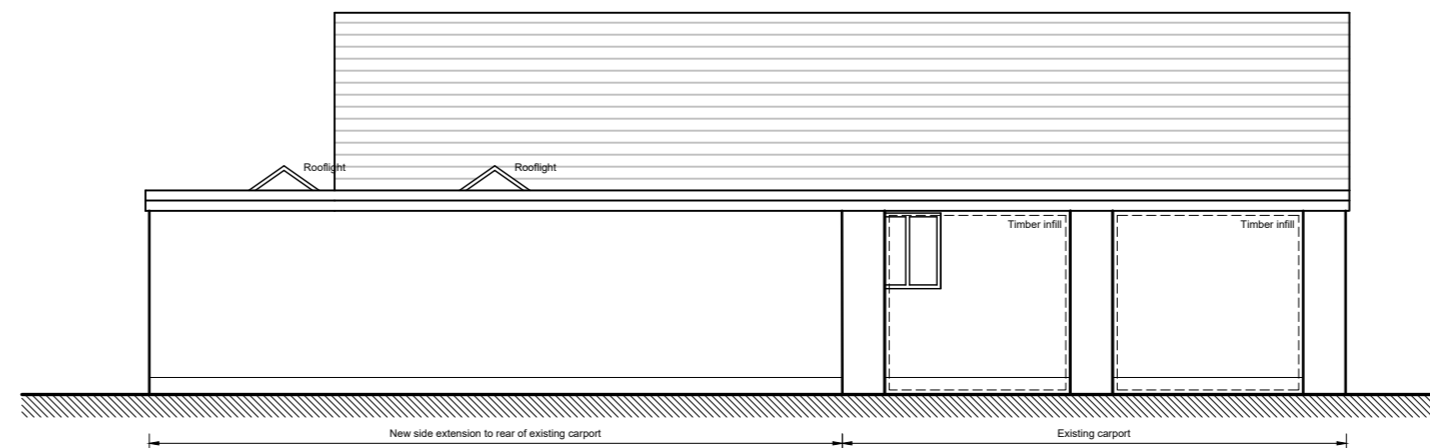 Rooflight
Rooflight
Timber infill
Timber infill
New side extension to rear of existing carport
Existing carport